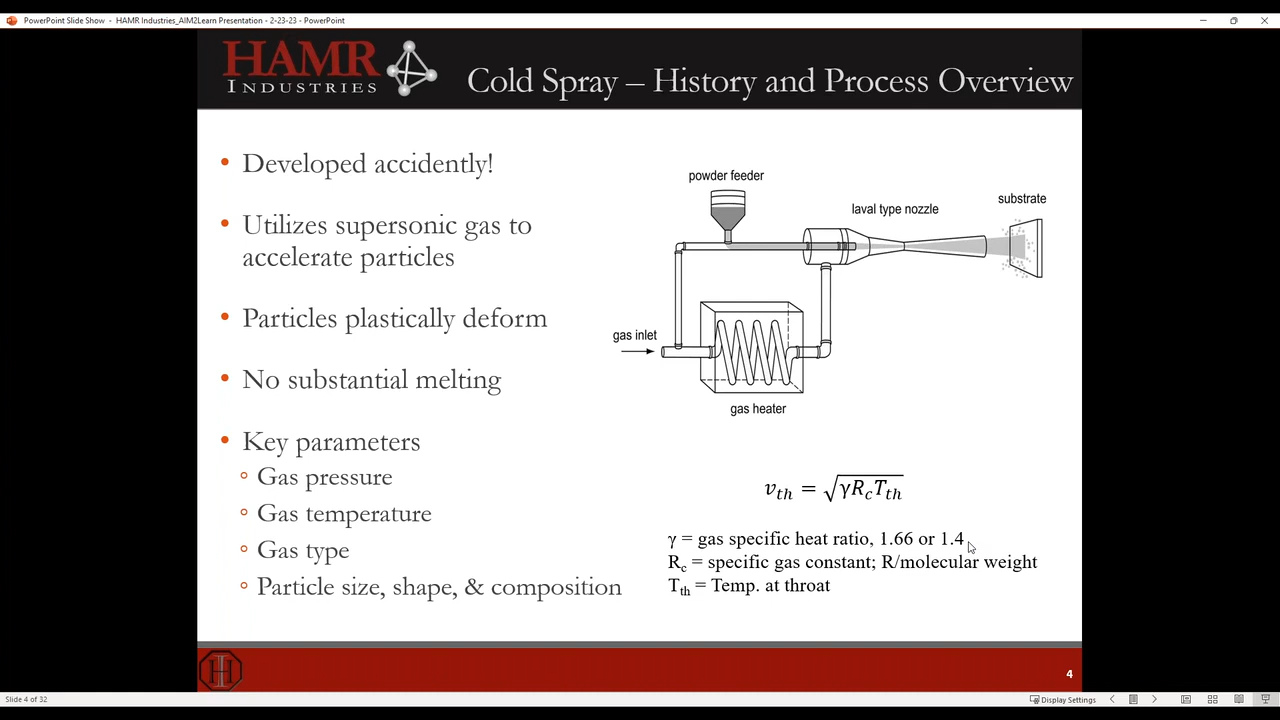 PowerPoint Slide Show - HAMR Industries_AIM2Learn Presentation - 2-23-23 - PowerPoint
HAMR
INDUSTRIES
Cold Spray – History and Process Overview
• Developed accidently!
• Utilizes supersonic gas to
accelerate particles
• Particles plastically deform
• No substantial melting
• Key parameters
Gas pressure
Gas temperature
Gas type
Particle size, shape, & composition
powder feeder
laval type nozzle
substrate
gas inlet
gas heater
v_th = √(γR_cT_th)
γ = gas specific heat ratio, 1.66 or 1.4
R_c = specific gas constant; R/molecular weight
T_th = Temp. at throat
H
4
Slide 4 of 32
Display Settings